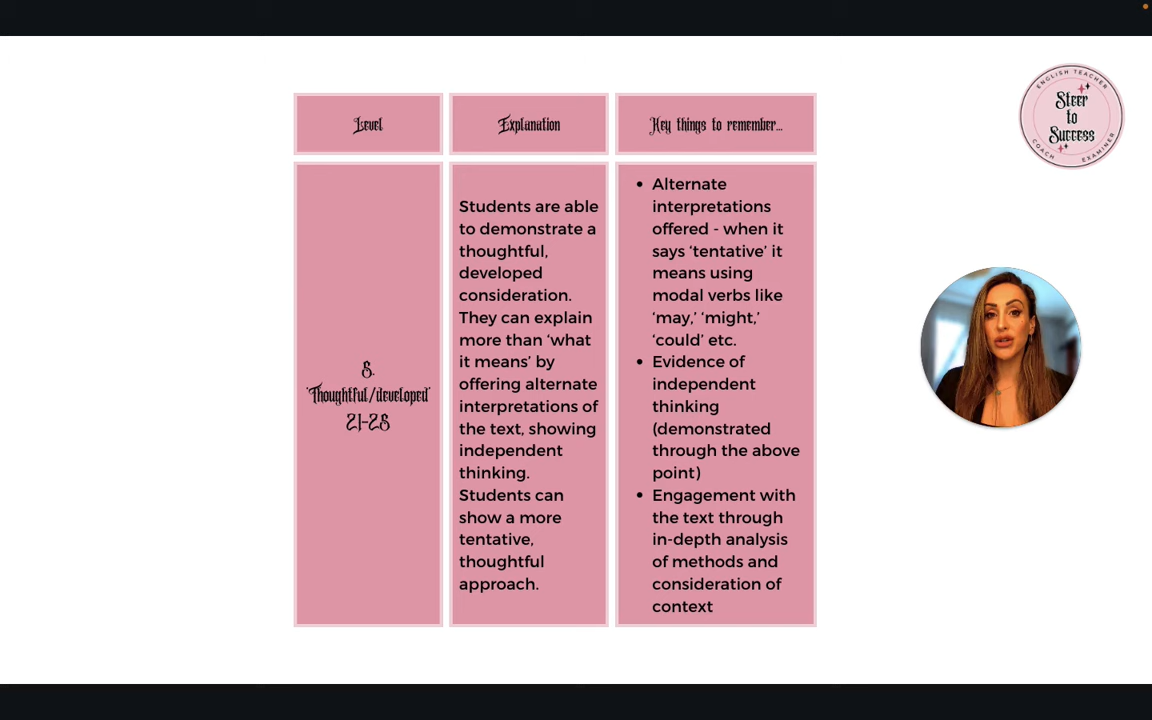 Level
Explanation
Key things to remember...
5.
'Thoughtful/developed'
21-25
Students are able
to demonstrate a
thoughtful,
developed
consideration.
They can explain
more than ‘what
it means’ by
offering alternate
interpretations of
the text, showing
independent
thinking.
Students can
show a more
tentative,
thoughtful
approach.
• Alternate
interpretations
offered - when it
says ‘tentative’ it
means using
modal verbs like
‘may,’ ‘might,’
‘could’ etc.
• Evidence of
independent
thinking
(demonstrated
through the above
point)
• Engagement with
the text through
in-depth analysis
of methods and
consideration of
context
ENGLISH TEACHER
Steer
to
Success
COACH
EXAMINER